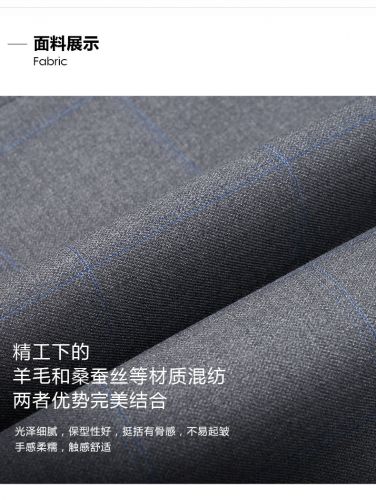 面料展示
Fabric
精工下的
羊毛和桑蚕丝等材质混纺
两者优势完美结合
光泽细腻，保型性好，挺括有骨感，不易起皱
手感柔糯，触感舒适